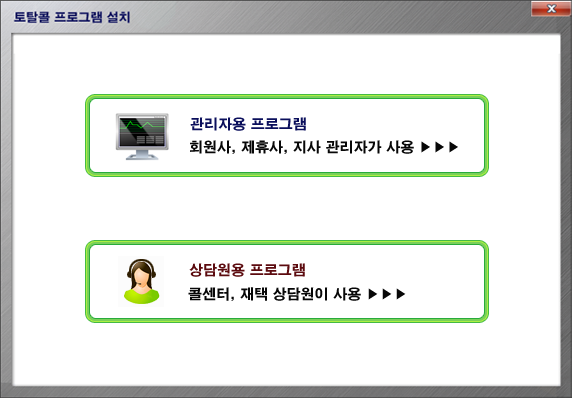 토탈콜 프로그램 설치
관리자용 프로그램
회원사, 제휴사, 지사 관리자가 사용 ▶▶▶
상담원용 프로그램
콜센터, 재택 상담원이 사용 ▶▶▶